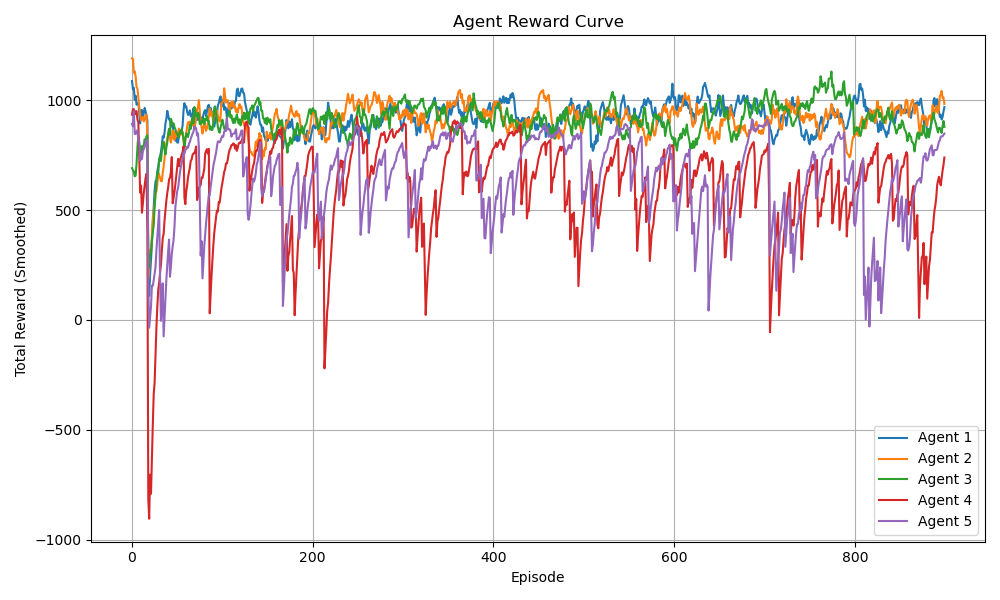 Agent Reward Curve
Total Reward (Smoothed)
1000
500
0
−500
−1000
0 200 400 600 800
Episode
Agent 1
Agent 2
Agent 3
Agent 4
Agent 5